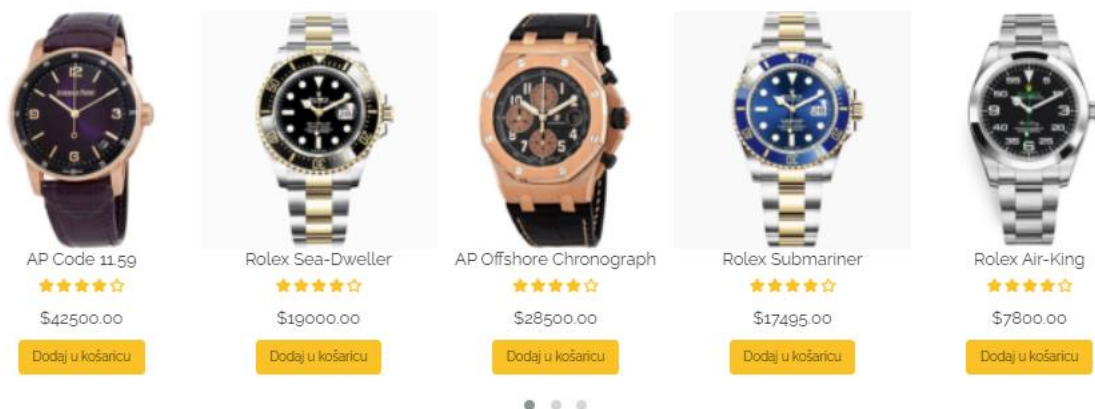 AP Code 11.59
$42500.00
Dodaj u košaricu
Rolex Sea-Dweller
$19000.00
Dodaj u košaricu
AP Offshore Chronograph
$28500.00
Dodaj u košaricu
Rolex Submariner
$17495.00
Dodaj u košaricu
Rolex Air-King
$7800.00
Dodaj u košaricu